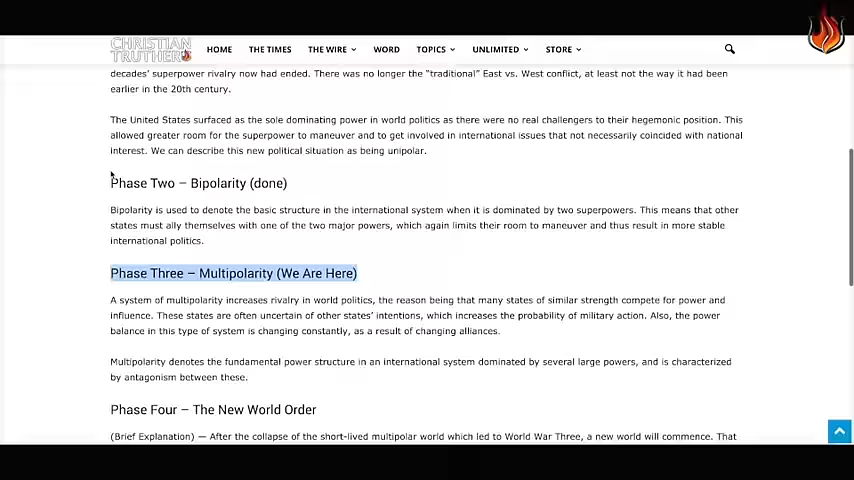 CHRISTIAN
TRUTHER
HOME THE TIMES THE WIRE WORD TOPICS UNLIMITED STORE
decades' superpower rivalry now had ended. There was no longer the "traditional" East vs. West conflict, at least not the way it had been
earlier in the 20th century.
The United States surfaced as the sole dominating power in world politics as there were no real challengers to their hegemonic position. This
allowed greater room for the superpower to maneuver and to get involved in international issues that not necessarily coincided with national
interest. We can describe this new political situation as being unipolar.
Phase Two – Bipolarity (done)
Bipolarity is used to denote the basic structure in the international system when it is dominated by two superpowers. This means that other
states must ally themselves with one of the two major powers, which again limits their room to maneuver and thus result in more stable
international politics.
Phase Three – Multipolarity (We Are Here)
A system of multipolarity increases rivalry in world politics, the reason being that many states of similar strength compete for power and
influence. These states are often uncertain of other states' intentions, which increases the probability of military action. Also, the power
balance in this type of system is changing constantly, as a result of changing alliances.
Multipolarity denotes the fundamental power structure in an international system dominated by several large powers, and is characterized
by antagonism between these.
Phase Four – The New World Order
(Brief Explanation) — After the collapse of the short-lived multipolar world which led to World War Three, a new world will commence. That